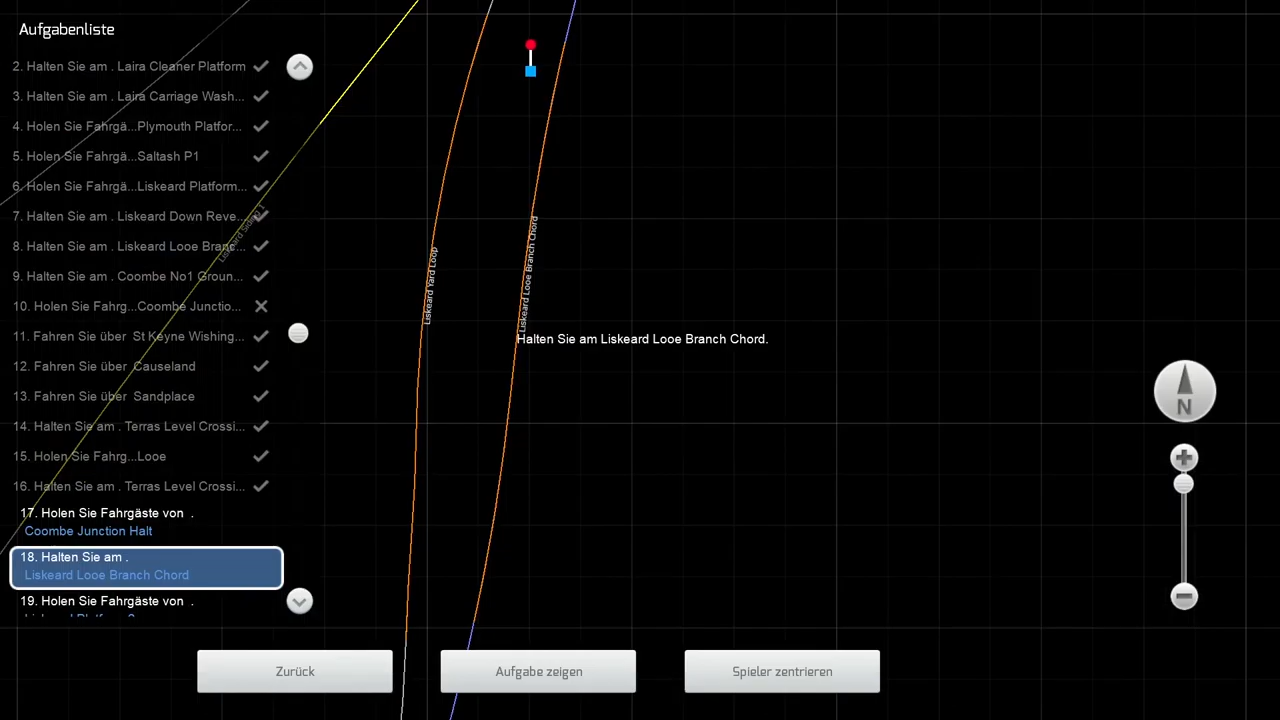 Aufgabenliste
2. Halten Sie am . Laira Cleaner Platform
3. Halten Sie am . Laira Carriage Wash...
4. Holen Sie Fahrgä...Plymouth Platfor...
5. Holen Sie Fahrgä...Saltash P1
6. Holen Sie Fahrgä...Liskeard Platform...
7. Halten Sie am . Liskeard Down Reve...
8. Halten Sie am . Liskeard Looe Branc...
9. Halten Sie am . Coombe No1 Groun...
10. Holen Sie Fahrg...Coombe Junctio...
11. Fahren Sie über St Keyne Wishing...
12. Fahren Sie über Causeland
13. Fahren Sie über Sandplace
14. Halten Sie am . Terras Level Crossi...
15. Holen Sie Fahrg...Looe
16. Halten Sie am . Terras Level Crossi...
17. Holen Sie Fahrgäste von .
Coombe Junction Halt
18. Halten Sie am .
Liskeard Looe Branch Chord
19. Holen Sie Fahrgäste von .
Liskeard Siding 1
Liskeard Yard Loop
Liskeard Looe Branch Chord
Halten Sie am Liskeard Looe Branch Chord.
N
Zurück
Aufgabe zeigen
Spieler zentrieren